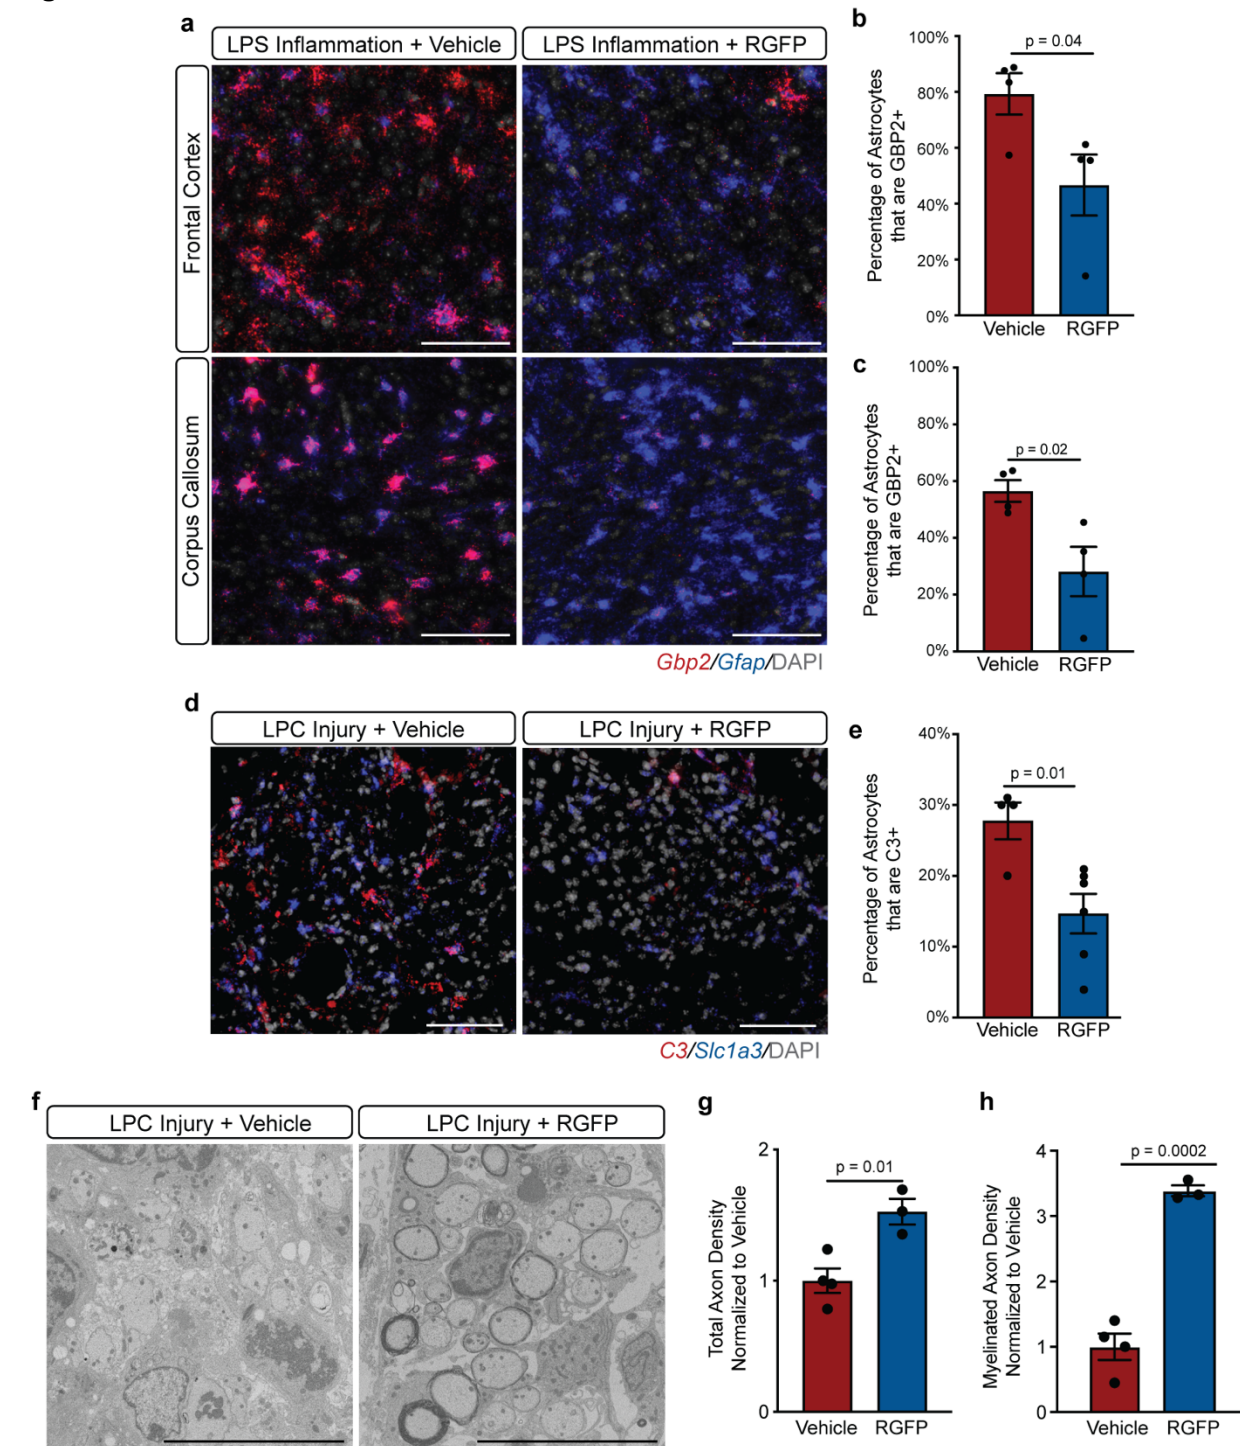 a
LPS Inflammation + Vehicle
LPS Inflammation + RGFP
Frontal Cortex
Corpus Callosum
Gbp2/Gfap/DAPI
b
Percentage of Astrocytes
that are GBP2+
100%
80%
60%
40%
20%
0%
p = 0.04
Vehicle
RGFP
c
Percentage of Astrocytes
that are GBP2+
100%
80%
60%
40%
20%
0%
p = 0.02
Vehicle
RGFP
d
LPC Injury + Vehicle
LPC Injury + RGFP
C3/Slc1a3/DAPI
e
Percentage of Astrocytes
that are C3+
40%
30%
20%
10%
0%
p = 0.01
Vehicle
RGFP
f
LPC Injury + Vehicle
LPC Injury + RGFP
g
Total Axon Density
Normalized to Vehicle
2
1
0
p = 0.01
Vehicle
RGFP
h
Myelinated Axon Density
Normalized to Vehicle
4
3
2
1
0
p = 0.0002
Vehicle
RGFP